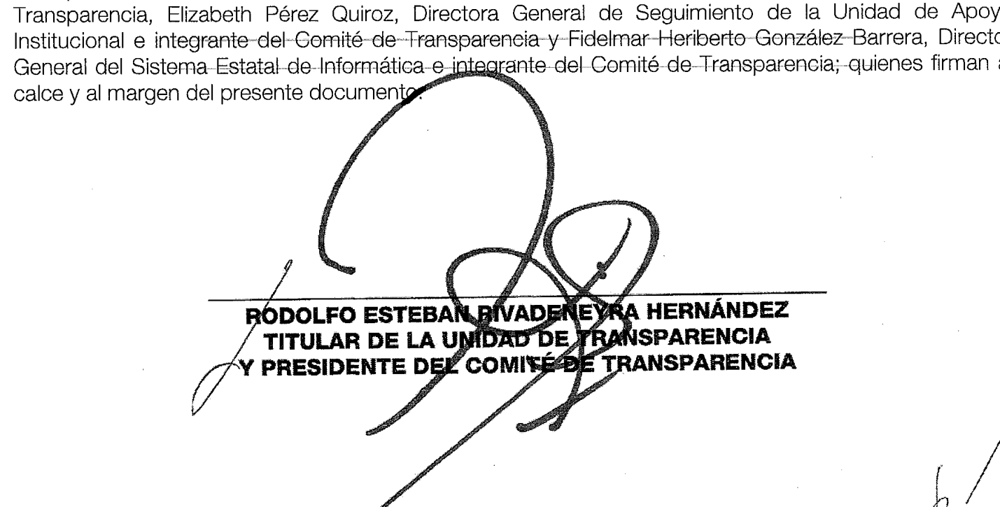 Transparencia, Elizabeth Pérez Quiroz, Directora General de Seguimiento de la Unidad de Apoy
Institucional e integrante del Comité de Transparencia y Fidelmar Heriberto González Barrera, Directo
General del Sistema Estatal de Informática e integrante del Comité de Transparencia; quienes firman a
calce y al margen del presente documento.
RODOLFO ESTEBAN RIVADENEYRA HERNÁNDEZ
TITULAR DE LA UNIDAD DE TRANSPARENCIA
Y PRESIDENTE DEL COMITÉ DE TRANSPARENCIA